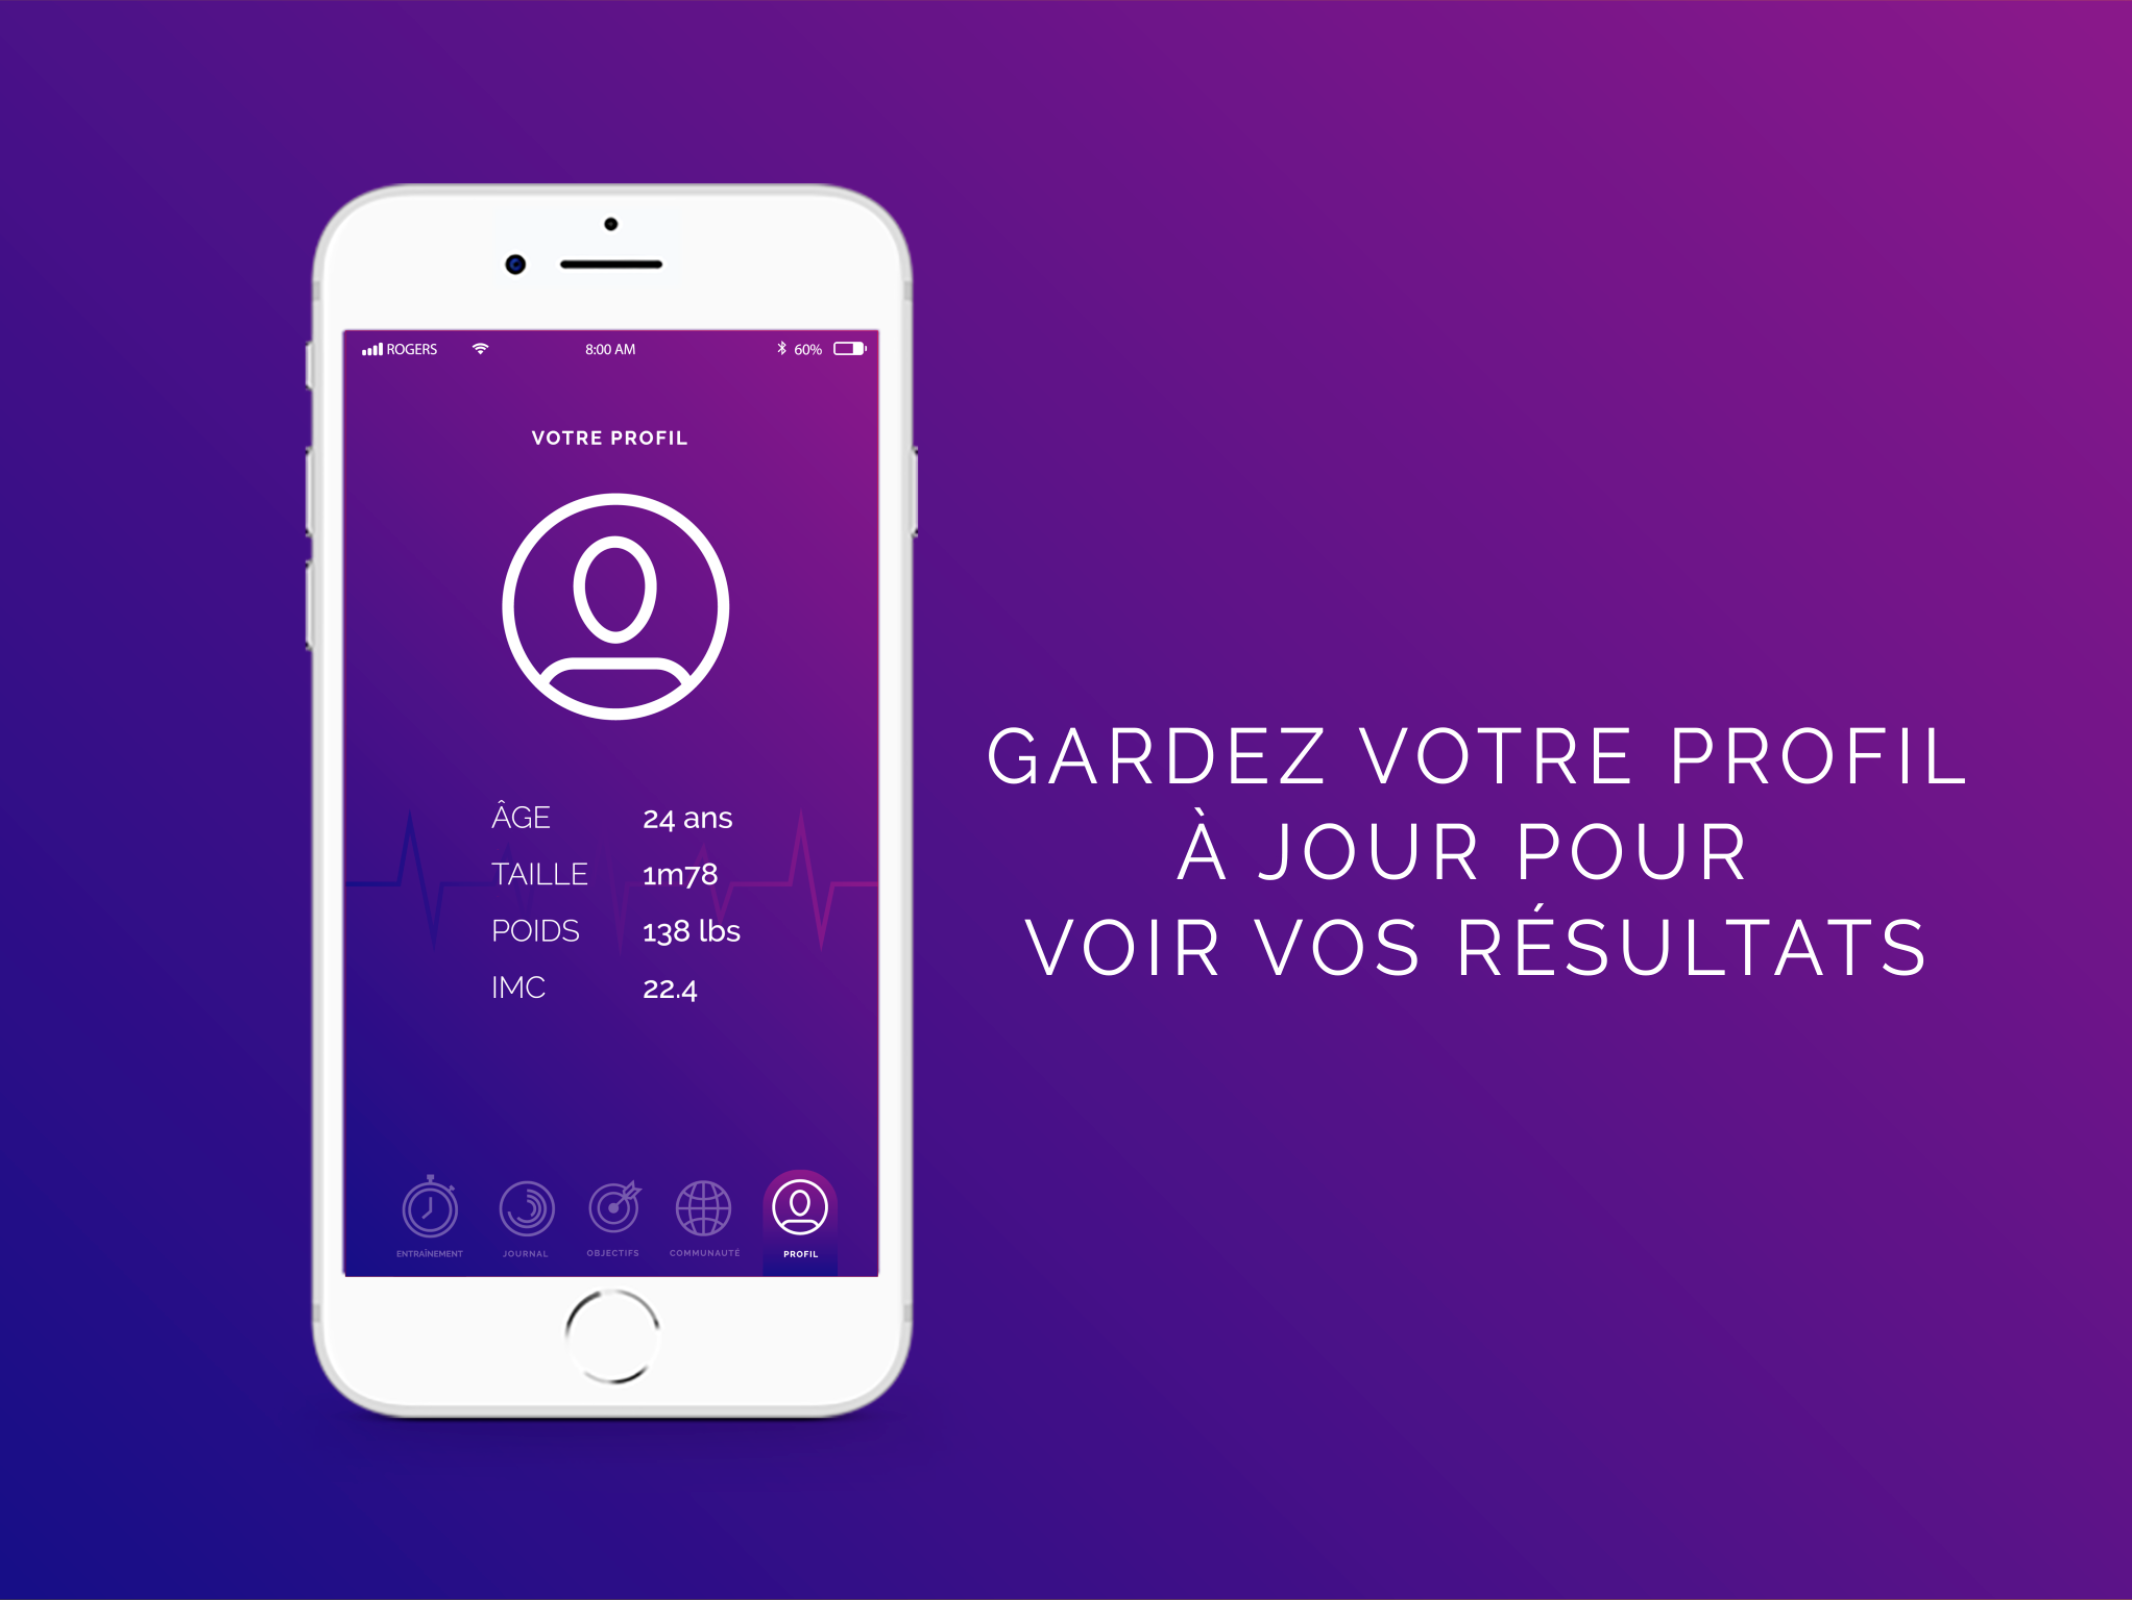 ROGERS 8:00 AM 60%
VOTRE PROFIL
ÂGE 24 ans
TAILLE 1m78
POIDS 138 lbs
IMC 22.4
ENTRAÎNEMENT JOURNAL OBJECTIFS COMMUNAUTÉ PROFIL
GARDEZ VOTRE PROFIL
À JOUR POUR
VOIR VOS RÉSULTATS